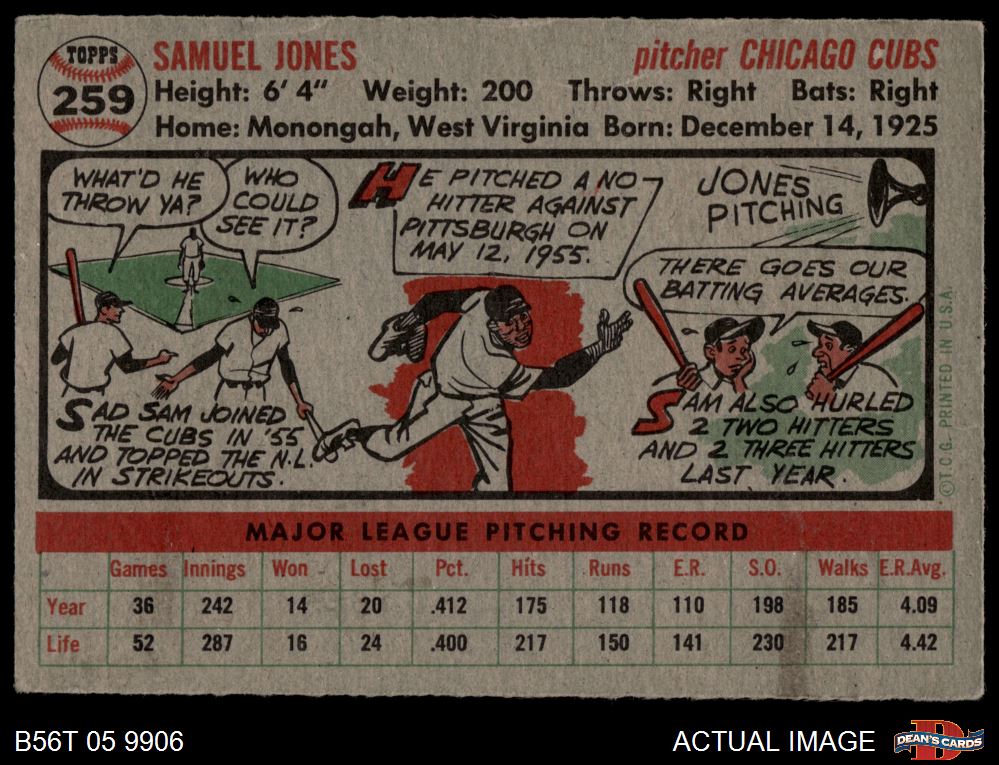 TOPPS
259
SAMUEL JONES
pitcher CHICAGO CUBS
Height: 6' 4" Weight: 200 Throws: Right Bats: Right
Home: Monongah, West Virginia Born: December 14, 1925
WHAT'D HE
THROW YA?
WHO
COULD
SEE IT?
SAD SAM JOINED
THE CUBS IN '55
AND TOPPED THE N.L.
IN STRIKEOUTS.
HE PITCHED A NO-
HITTER AGAINST
PITTSBURGH ON
MAY 12, 1955.
JONES
PITCHING
THERE GOES OUR
BATTING AVERAGES.
SAM ALSO HURLED
2 TWO HITTERS
AND 2 THREE HITTERS
LAST YEAR.
©T.C.G. PRINTED IN U.S.A.
MAJOR LEAGUE PITCHING RECORD
Games Innings Won Lost Pct. Hits Runs E.R. S.O. Walks E.R.Avg.
Year 36 242 14 20 .412 175 118 110 198 185 4.09
Life 52 287 16 24 .400 217 150 141 230 217 4.42
B56T 05 9906
ACTUAL IMAGE
D
DEAN'S CARDS